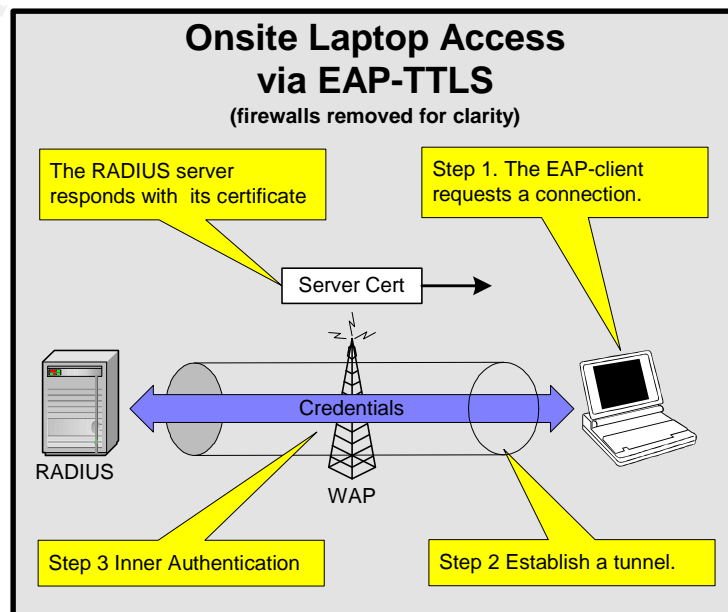 Onsite Laptop Access
via EAP-TTLS
(firewalls removed for clarity)
The RADIUS server
responds with its certificate
Step 1. The EAP-client
requests a connection.
Server Cert
Credentials
RADIUS
WAP
Step 3 Inner Authentication
Step 2 Establish a tunnel.